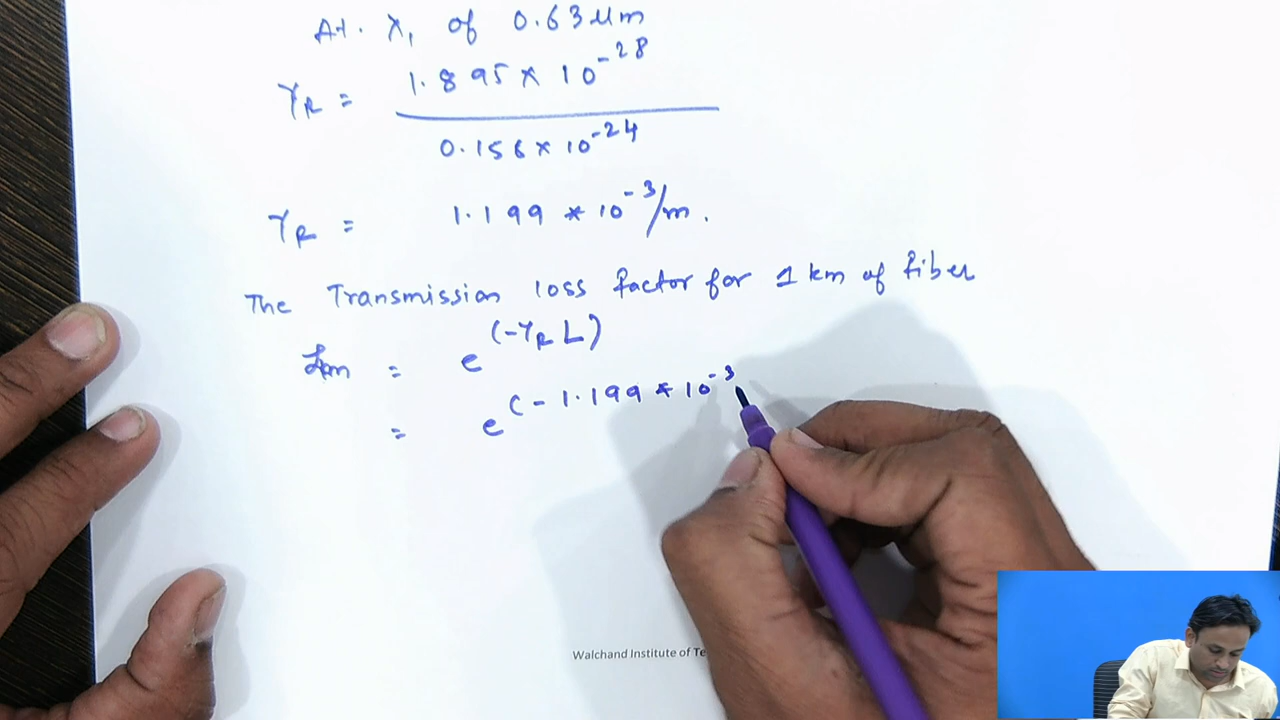 At. λ₁ of 0.63 μm
γR = 1.895 * 10⁻²⁸
0.156 * 10⁻²⁴
γR = 1.199 * 10⁻³/m.
The Transmission loss factor for 1 km of fiber
Lkm = e^(-γR L)
= e^(- 1.199 * 10⁻³
Walchand Institute of Te